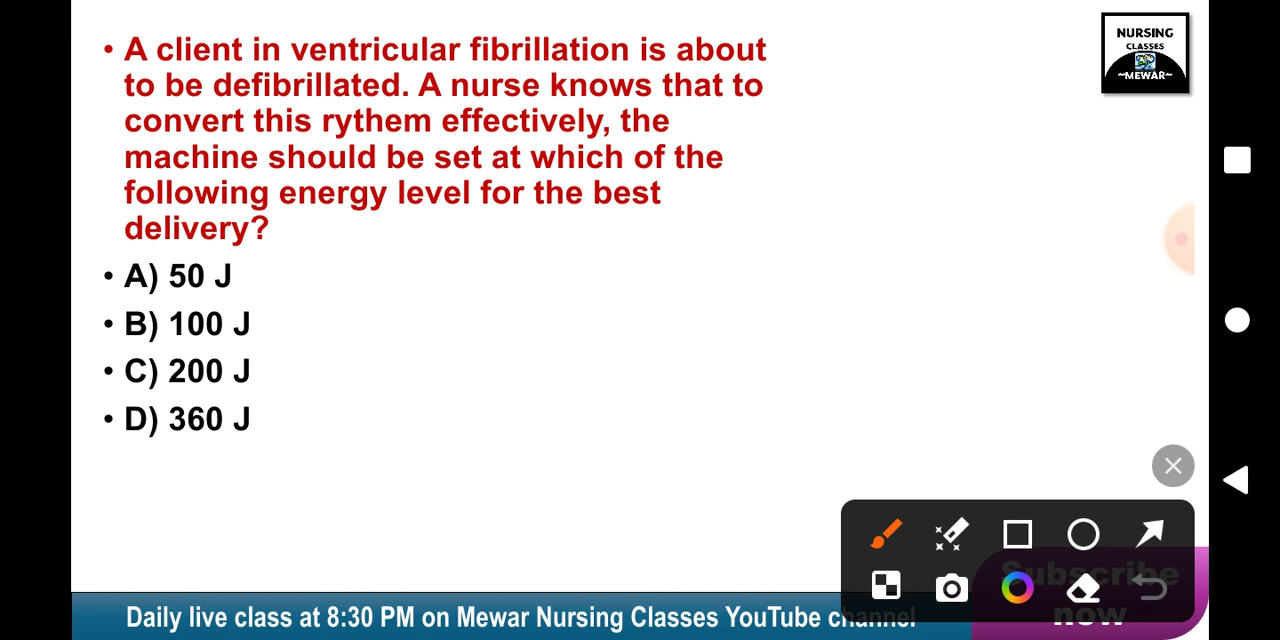 • A client in ventricular fibrillation is about
to be defibrillated. A nurse knows that to
convert this rythem effectively, the
machine should be set at which of the
following energy level for the best
delivery?
• A) 50 J
• B) 100 J
• C) 200 J
• D) 360 J
NURSING
CLASSES
~MEWAR~
Daily live class at 8:30 PM on Mewar Nursing Classes YouTube channel
Subscribe
now